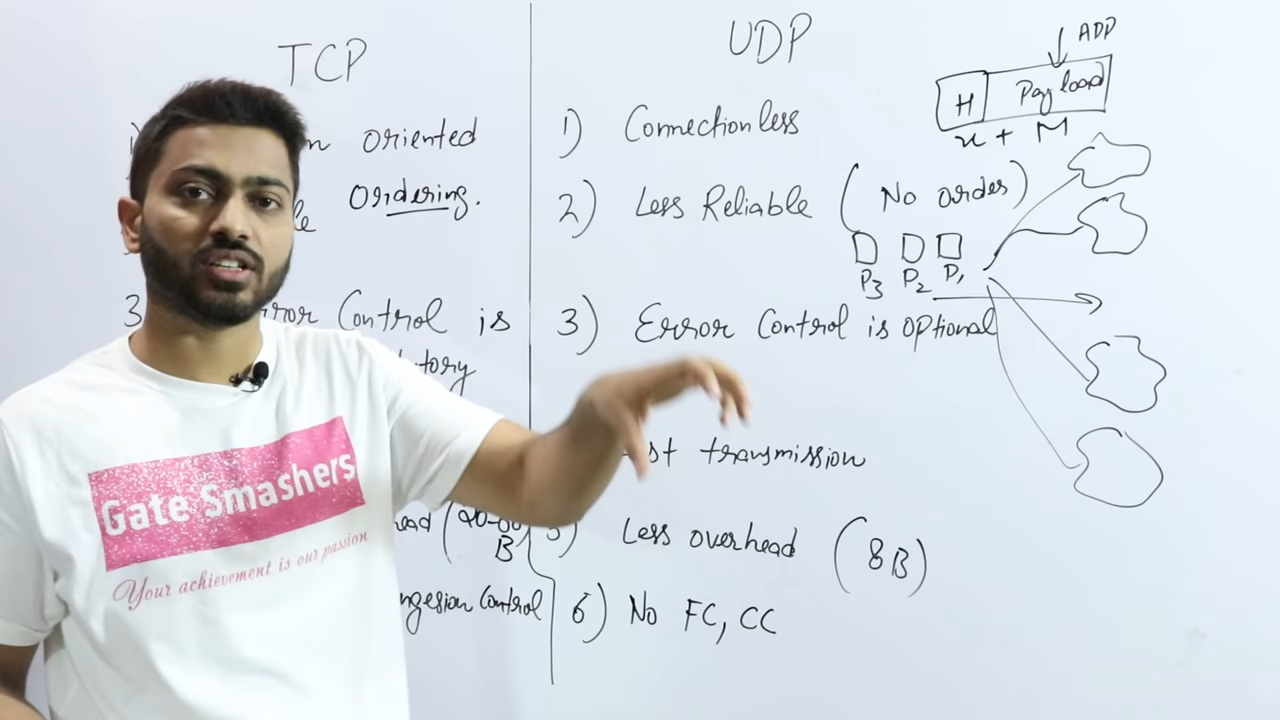 TCP
oriented
Ordering.
3
Control is
UDP
1) Connectionless
2) Less Reliable (No order)
P3 P2 P1
3) Error Control is optional
transmission
5) Less overhead (8B)
6) No FC, CC
ADP
H Payload
x + M
Control
Gate Smashers
Your achievement is our passion